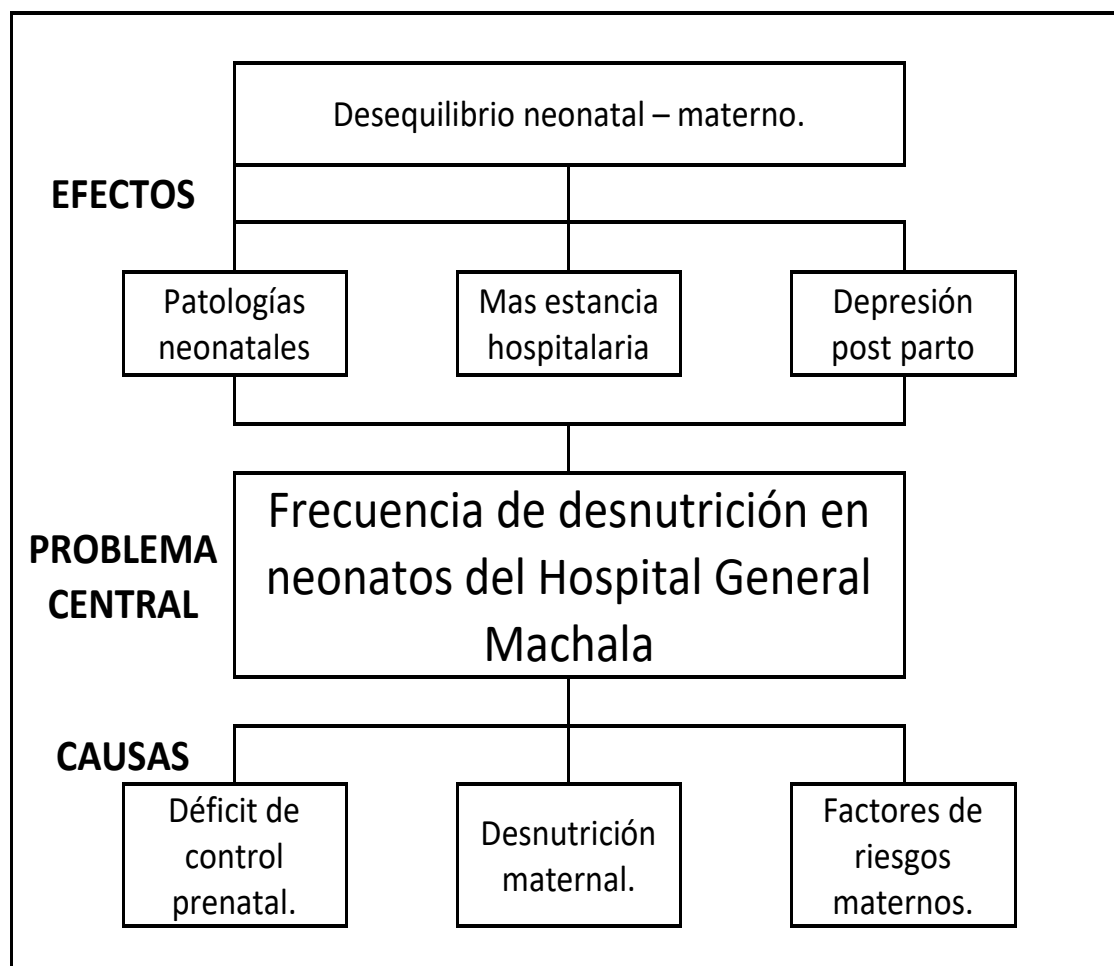 Desequilibrio neonatal – materno.
EFECTOS
Patologías
neonatales
Mas estancia
hospitalaria
Depresión
post parto
PROBLEMA
CENTRAL
Frecuencia de desnutrición en
neonatos del Hospital General
Machala
CAUSAS
Déficit de
control
prenatal.
Desnutrición
maternal.
Factores de
riesgos
maternos.